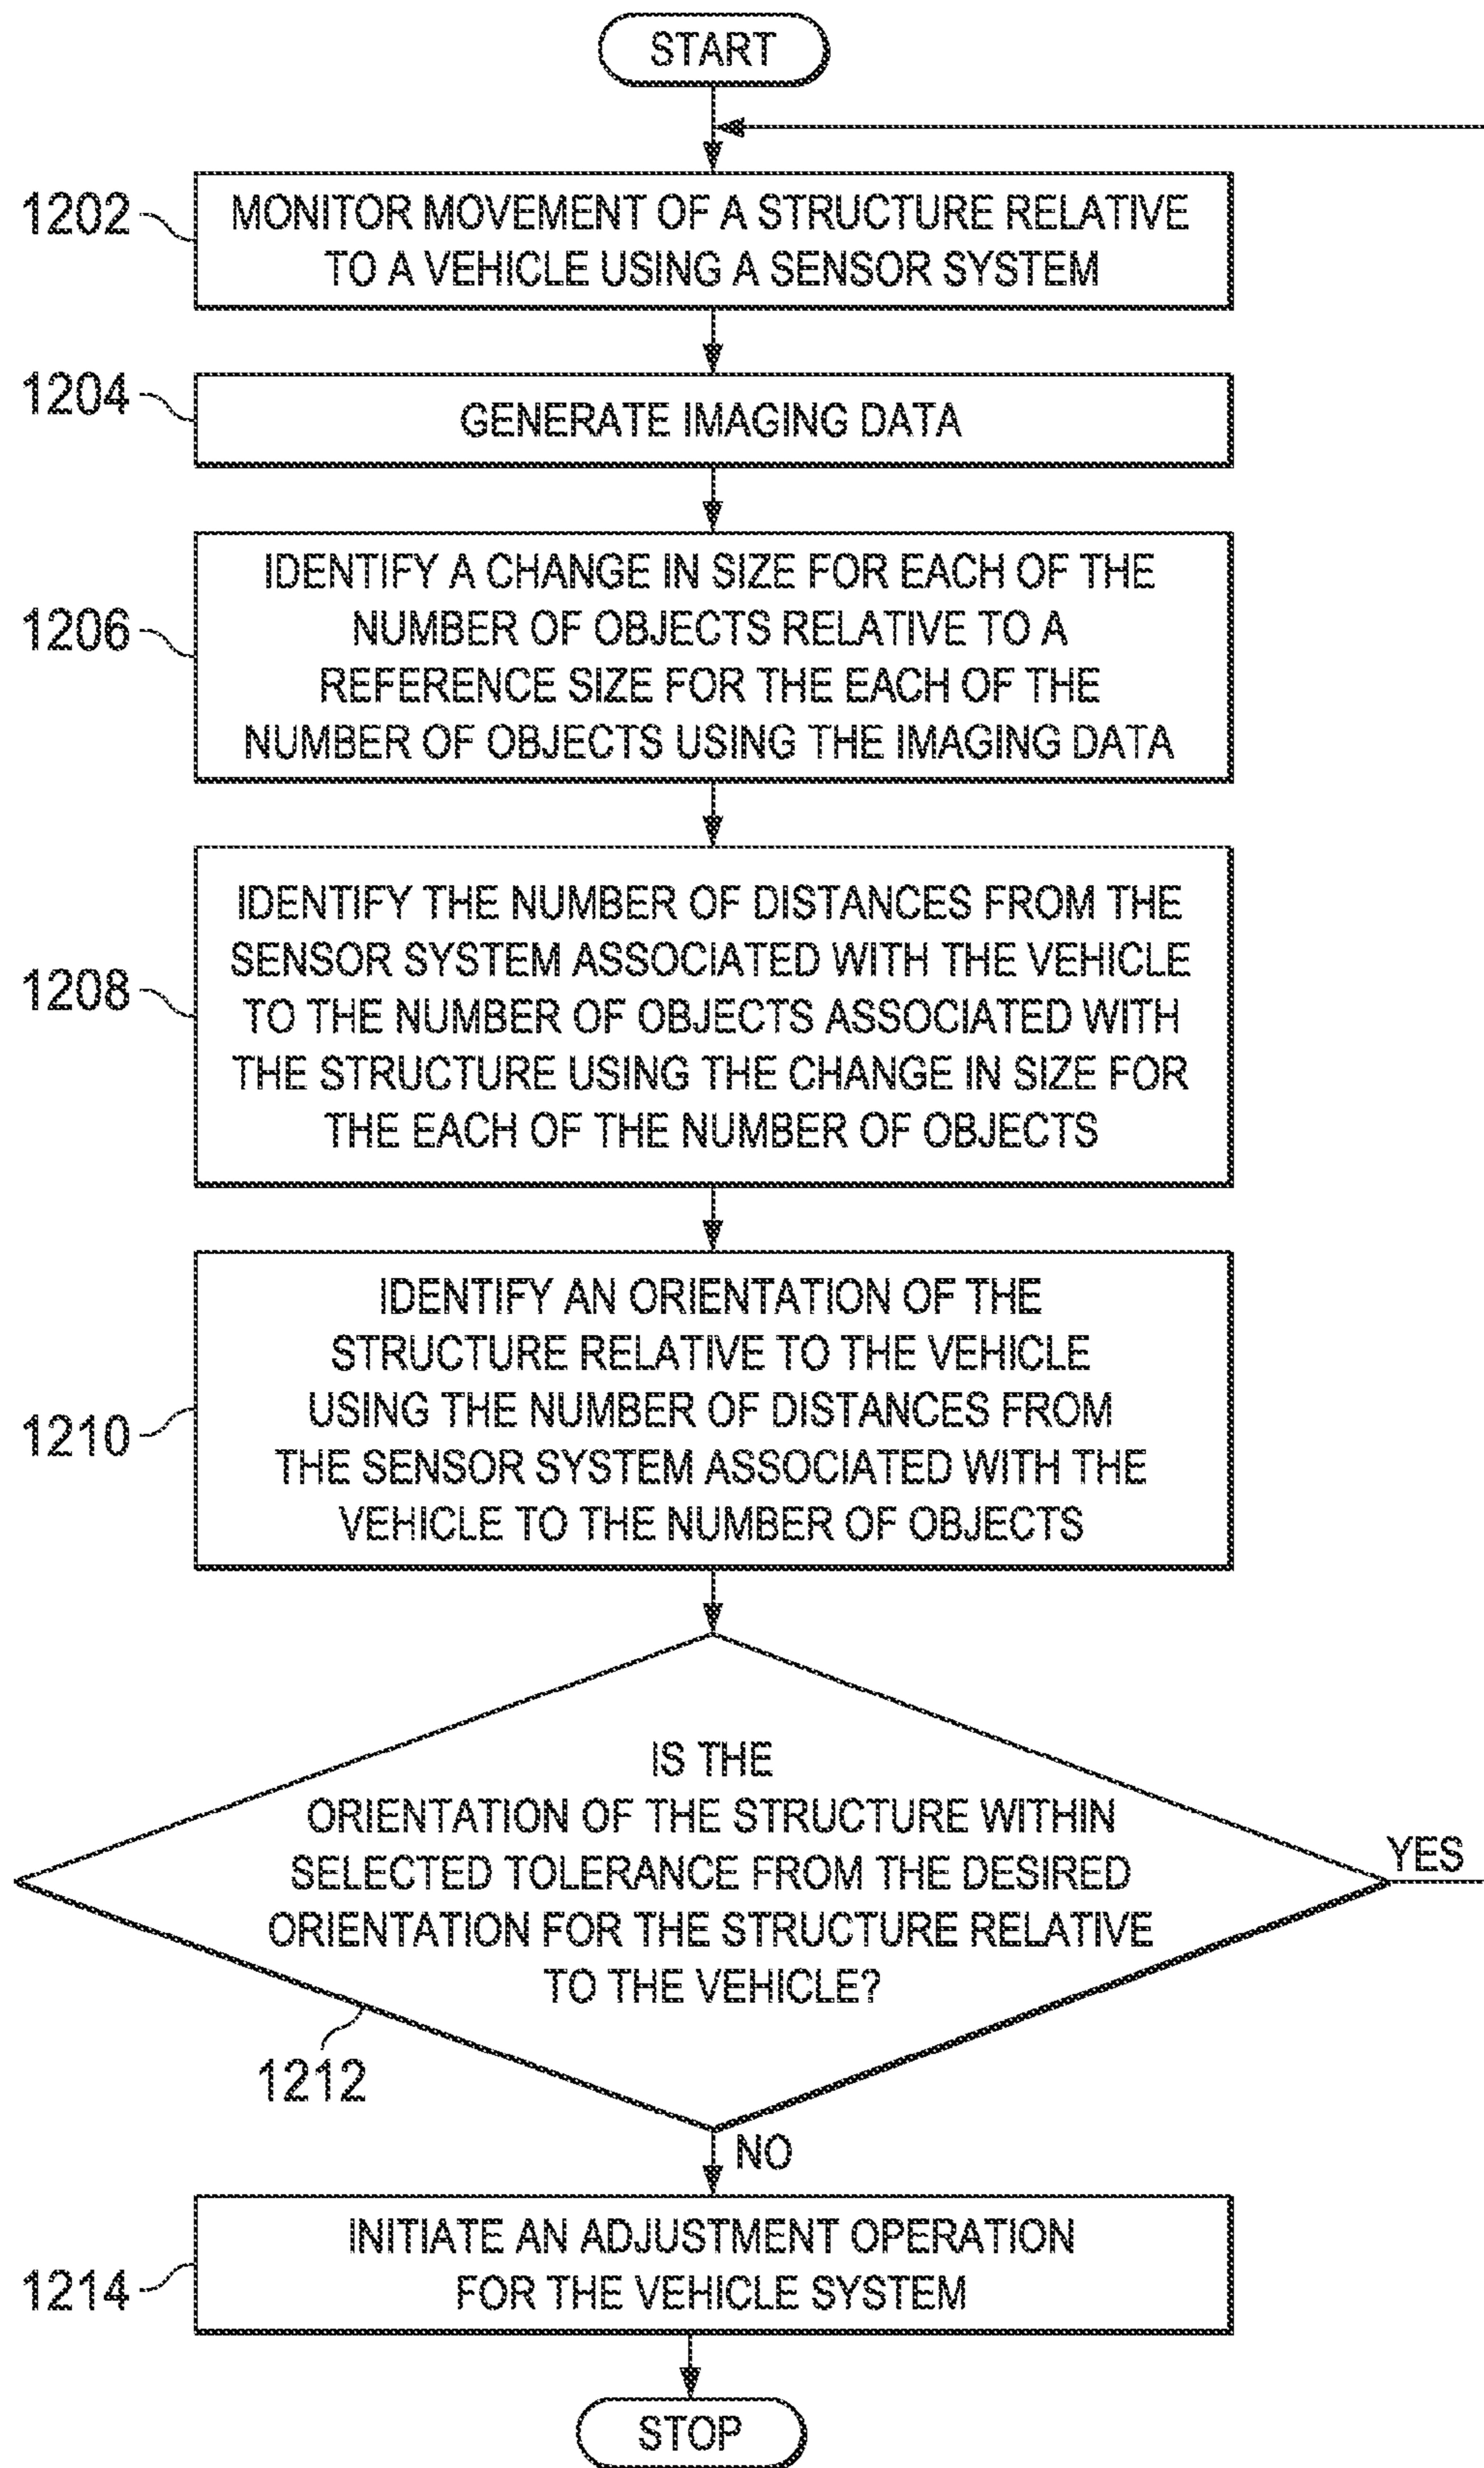 START
1202
MONITOR MOVEMENT OF A STRUCTURE RELATIVE
TO A VEHICLE USING A SENSOR SYSTEM
1204
GENERATE IMAGING DATA
1206
IDENTIFY A CHANGE IN SIZE FOR EACH OF THE
NUMBER OF OBJECTS RELATIVE TO A
REFERENCE SIZE FOR THE EACH OF THE
NUMBER OF OBJECTS USING THE IMAGING DATA
1208
IDENTIFY THE NUMBER OF DISTANCES FROM THE
SENSOR SYSTEM ASSOCIATED WITH THE VEHICLE
TO THE NUMBER OF OBJECTS ASSOCIATED WITH
THE STRUCTURE USING THE CHANGE IN SIZE FOR
THE EACH OF THE NUMBER OF OBJECTS
1210
IDENTIFY AN ORIENTATION OF THE
STRUCTURE RELATIVE TO THE VEHICLE
USING THE NUMBER OF DISTANCES FROM
THE SENSOR SYSTEM ASSOCIATED WITH THE
VEHICLE TO THE NUMBER OF OBJECTS
IS THE
ORIENTATION OF THE STRUCTURE WITHIN
SELECTED TOLERANCE FROM THE DESIRED
ORIENTATION FOR THE STRUCTURE RELATIVE
TO THE VEHICLE?
YES
1212
NO
1214
INITIATE AN ADJUSTMENT OPERATION
FOR THE VEHICLE SYSTEM
STOP